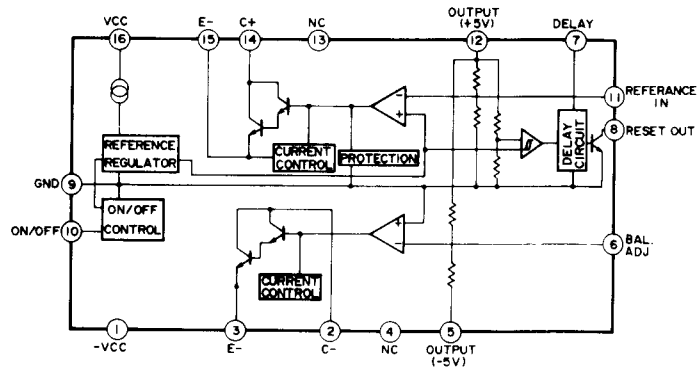 VCC
16
E-
15
C+
14
NC
13
OUTPUT
(+5V)
12
DELAY
7
11
REFERANCE
IN
8
RESET OUT
REFERENCE
REGULATOR
CURRENT
CONTROL
PROTECTION
DELAY
CIRCUIT
GND
9
ON/OFF
CONTROL
ON/OFF
10
CURRENT
CONTROL
6
BAL.
ADJ
1
-VCC
3
E-
2
C-
4
NC
5
OUTPUT
(-5V)